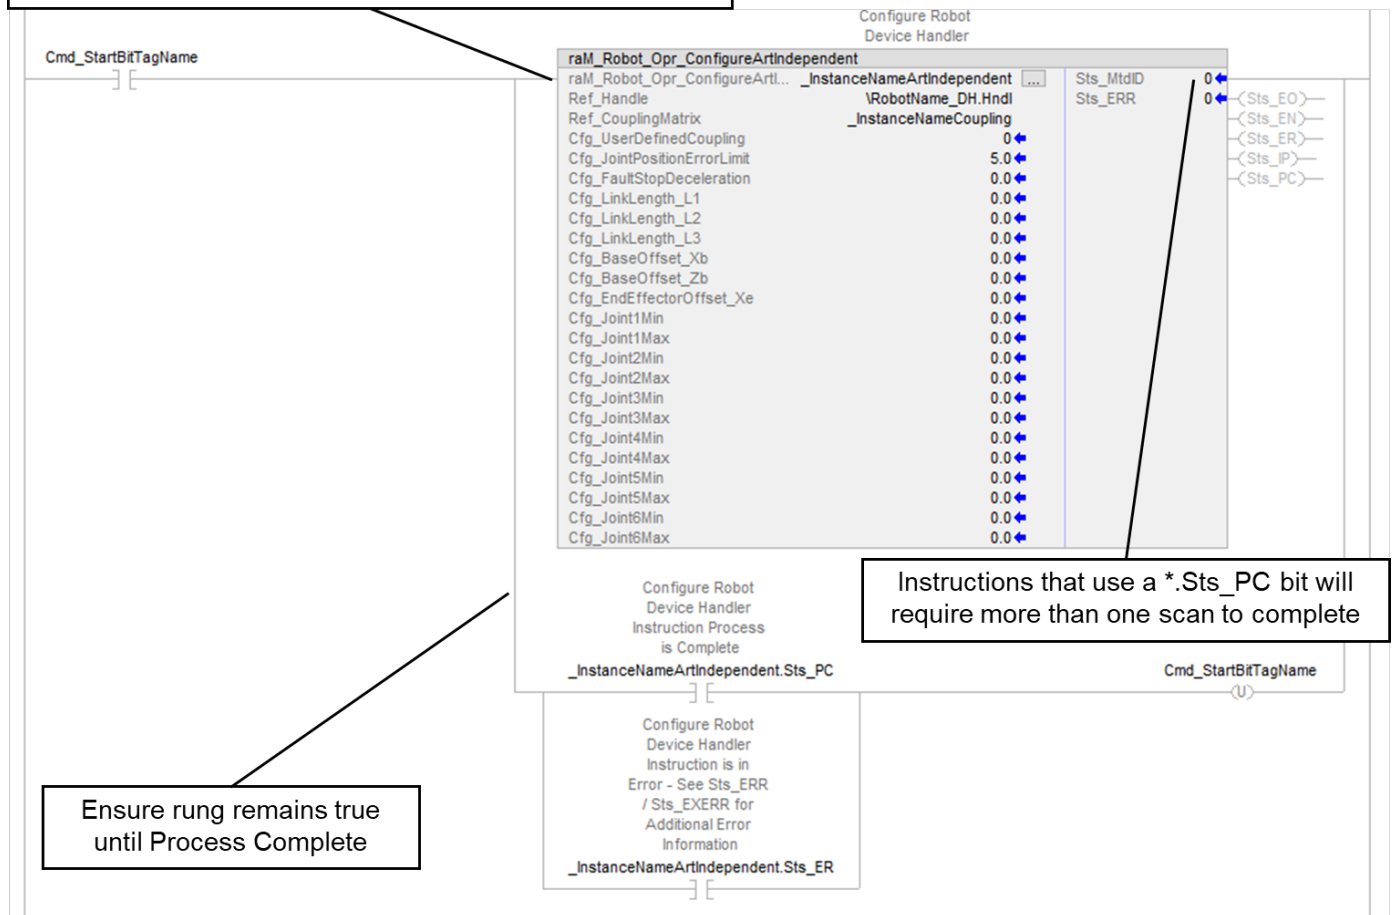 Configure Robot
Device Handler
Cmd_StartBitTagName
raM_Robot_Opr_ConfigureArtIndependent
raM_Robot_Opr_ConfigureArtI... _InstanceNameArtIndependent ... Sts_MtdID 0
Ref_Handle \RobotName_DH.Hndl Sts_ERR 0 (Sts_EO)
Ref_CouplingMatrix _InstanceNameCoupling (Sts_EN)
Cfg_UserDefinedCoupling 0 (Sts_ER)
Cfg_JointPositionErrorLimit 5.0 (Sts_IP)
Cfg_FaultStopDeceleration 0.0 (Sts_PC)
Cfg_LinkLength_L1 0.0
Cfg_LinkLength_L2 0.0
Cfg_LinkLength_L3 0.0
Cfg_BaseOffset_Xb 0.0
Cfg_BaseOffset_Zb 0.0
Cfg_EndEffectorOffset_Xe 0.0
Cfg_Joint1Min 0.0
Cfg_Joint1Max 0.0
Cfg_Joint2Min 0.0
Cfg_Joint2Max 0.0
Cfg_Joint3Min 0.0
Cfg_Joint3Max 0.0
Cfg_Joint4Min 0.0
Cfg_Joint4Max 0.0
Cfg_Joint5Min 0.0
Cfg_Joint5Max 0.0
Cfg_Joint6Min 0.0
Cfg_Joint6Max 0.0
Instructions that use a *.Sts_PC bit will
require more than one scan to complete
Configure Robot
Device Handler
Instruction Process
is Complete
_InstanceNameArtIndependent.Sts_PC
Cmd_StartBitTagName
(U)
Configure Robot
Device Handler
Instruction is in
Error - See Sts_ERR
/ Sts_EXERR for
Additional Error
Information
_InstanceNameArtIndependent.Sts_ER
Ensure rung remains true
until Process Complete